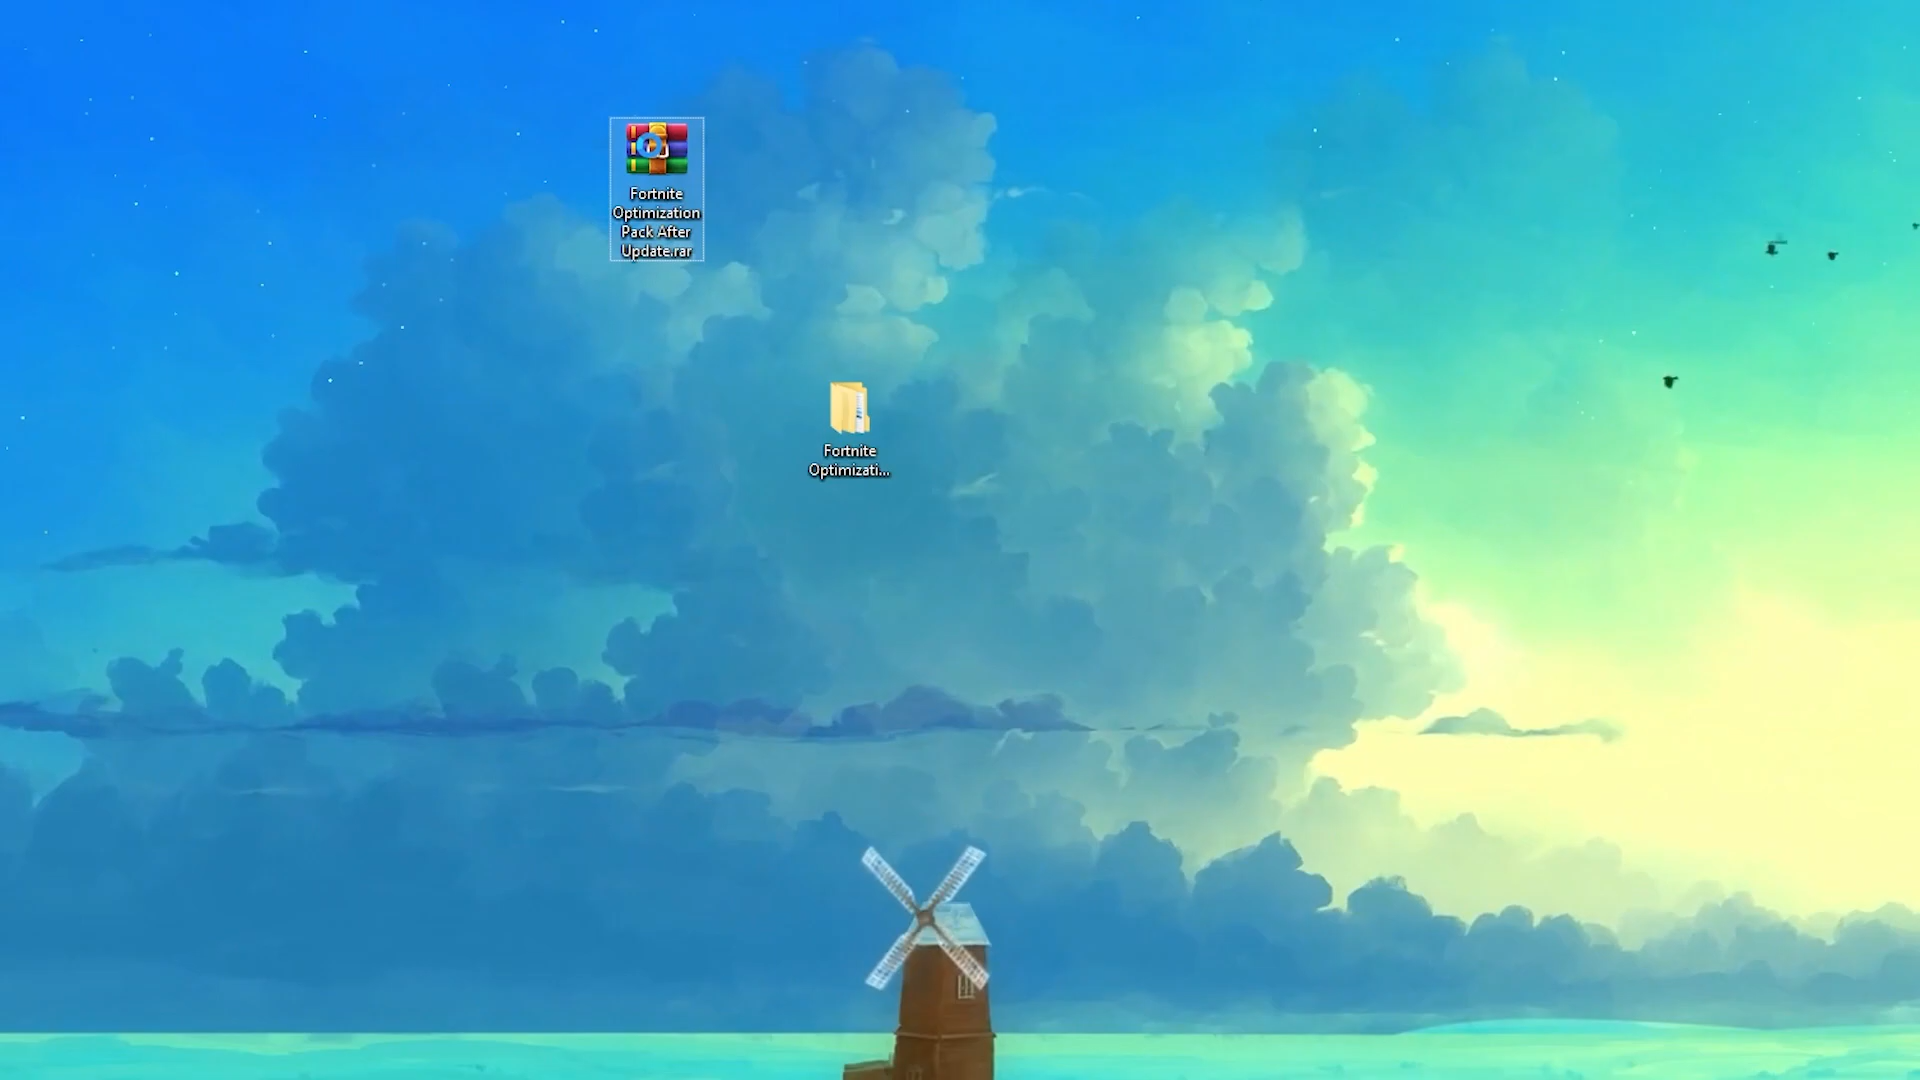 Fortnite
Optimization
Pack After
Update.rar
Fortnite
Optimizati...